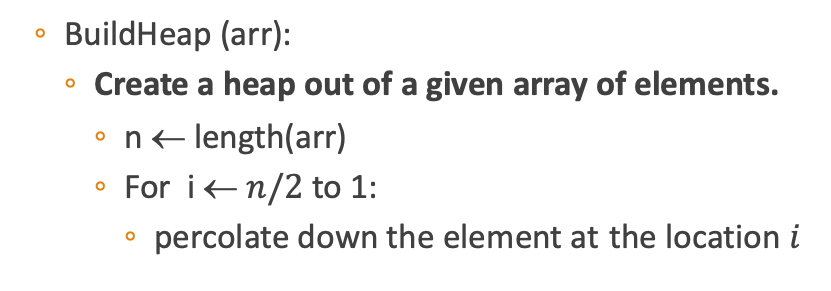 BuildHeap (arr):
Create a heap out of a given array of elements.
n ← length(arr)
For i ← n/2 to 1:
percolate down the element at the location i